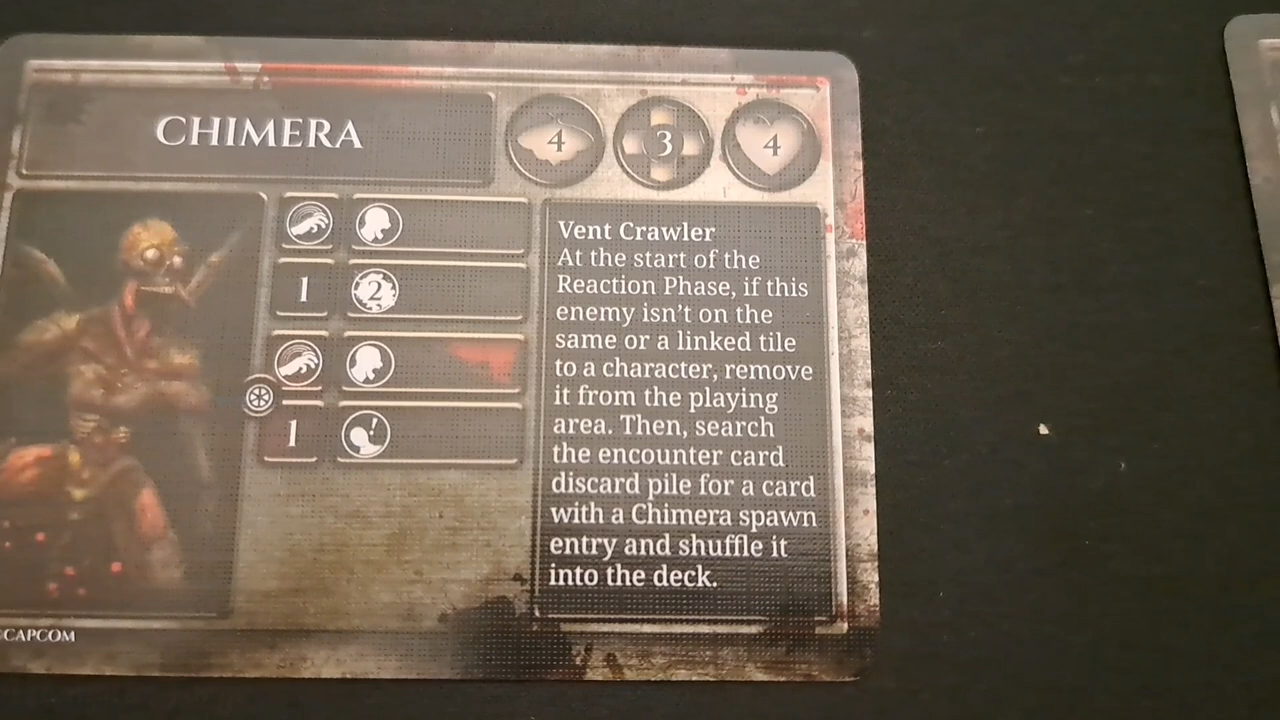 CHIMERA
4
3
4
1
2
1
!
Vent Crawler
At the start of the
Reaction Phase, if this
enemy isn't on the
same or a linked tile
to a character, remove
it from the playing
area. Then, search
the encounter card
discard pile for a card
with a Chimera spawn
entry and shuffle it
into the deck.
©CAPCOM